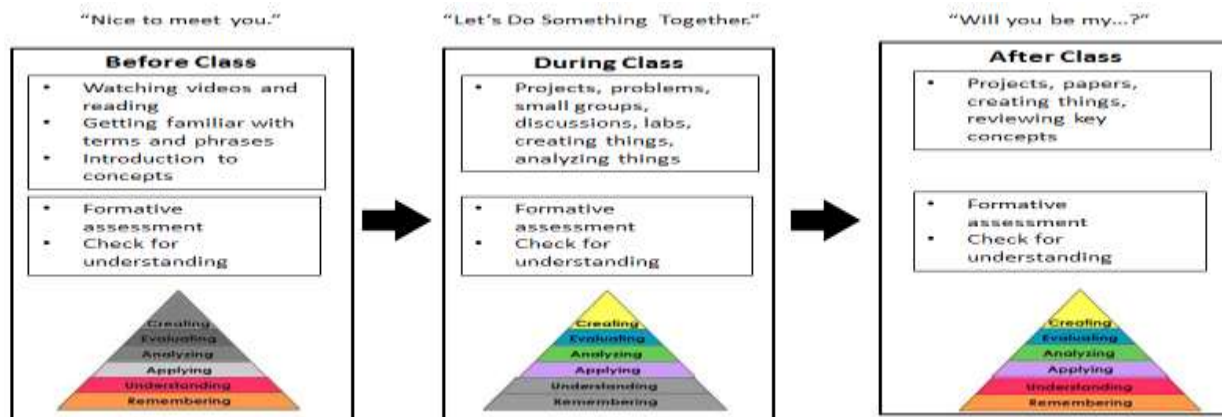 “Nice to meet you.”
Before Class
• Watching videos and
reading
• Getting familiar with
terms and phrases
• Introduction to
concepts
• Formative
assessment
• Check for
understanding
Creating
Evaluating
Analyzing
Applying
Understanding
Remembering
“Let’s Do Something Together.”
During Class
• Projects, problems,
small groups,
discussions, labs,
creating things,
analyzing things
• Formative
assessment
• Check for
understanding
Creating
Evaluating
Analyzing
Applying
Understanding
Remembering
“Will you be my...?”
After Class
• Projects, papers,
creating things,
reviewing key
concepts
• Formative
assessment
• Check for
understanding
Creating
Evaluating
Analyzing
Applying
Understanding
Remembering